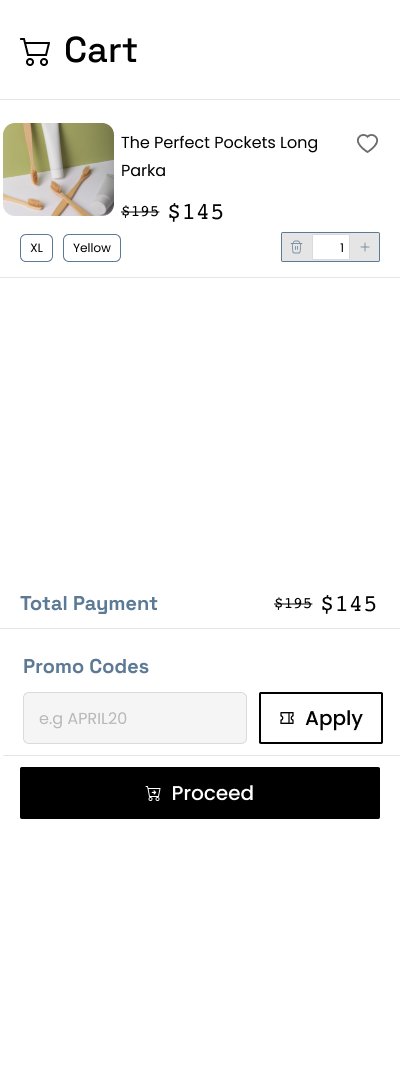 Cart
The Perfect Pockets Long
Parka
$195 $145
XL Yellow 1 +
Total Payment $195 $145
Promo Codes
e.g APRIL20 Apply
Proceed